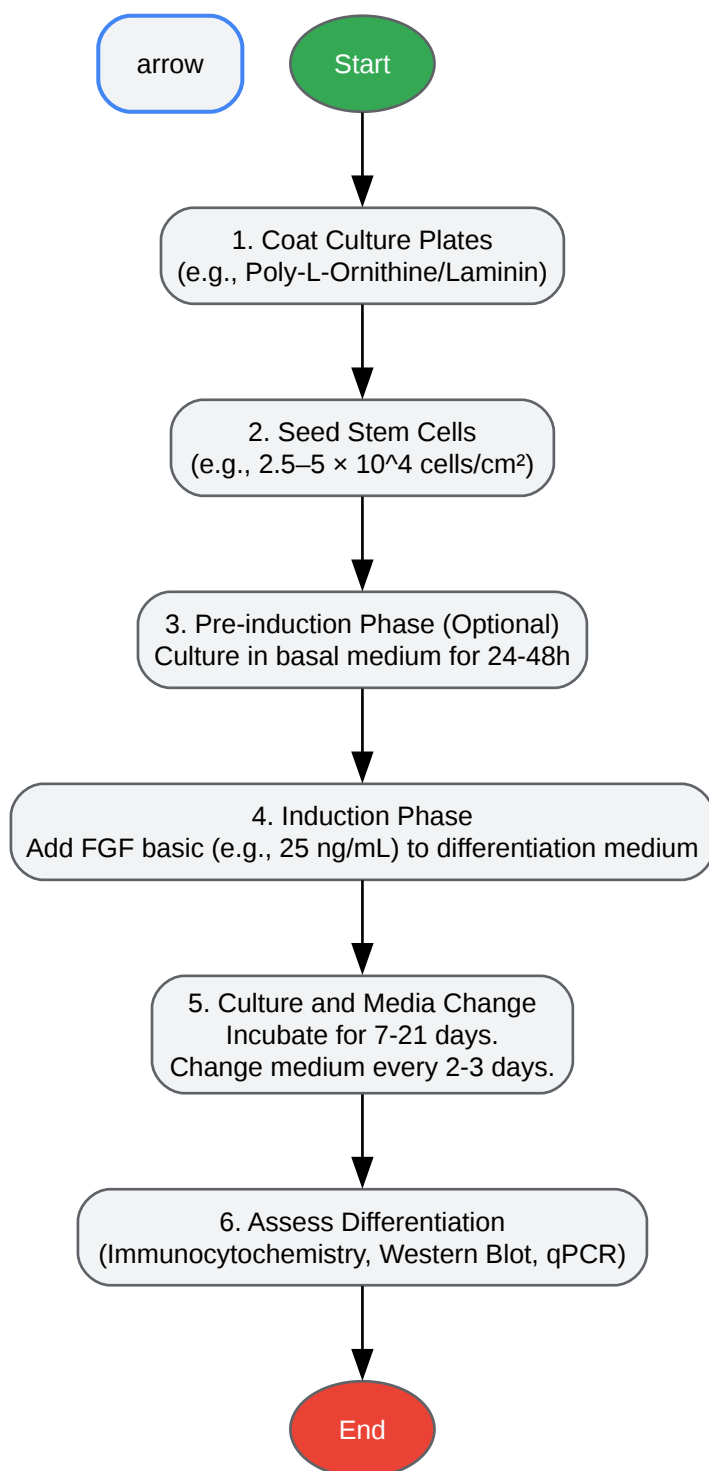 arrow
Start
1. Coat Culture Plates
(e.g., Poly-L-Ornithine/Laminin)
2. Seed Stem Cells
(e.g., 2.5–5 × 10^4 cells/cm²)
3. Pre-induction Phase (Optional)
Culture in basal medium for 24-48h
4. Induction Phase
Add FGF basic (e.g., 25 ng/mL) to differentiation medium
5. Culture and Media Change
Incubate for 7-21 days.
Change medium every 2-3 days.
6. Assess Differentiation
(Immunocytochemistry, Western Blot, qPCR)
End